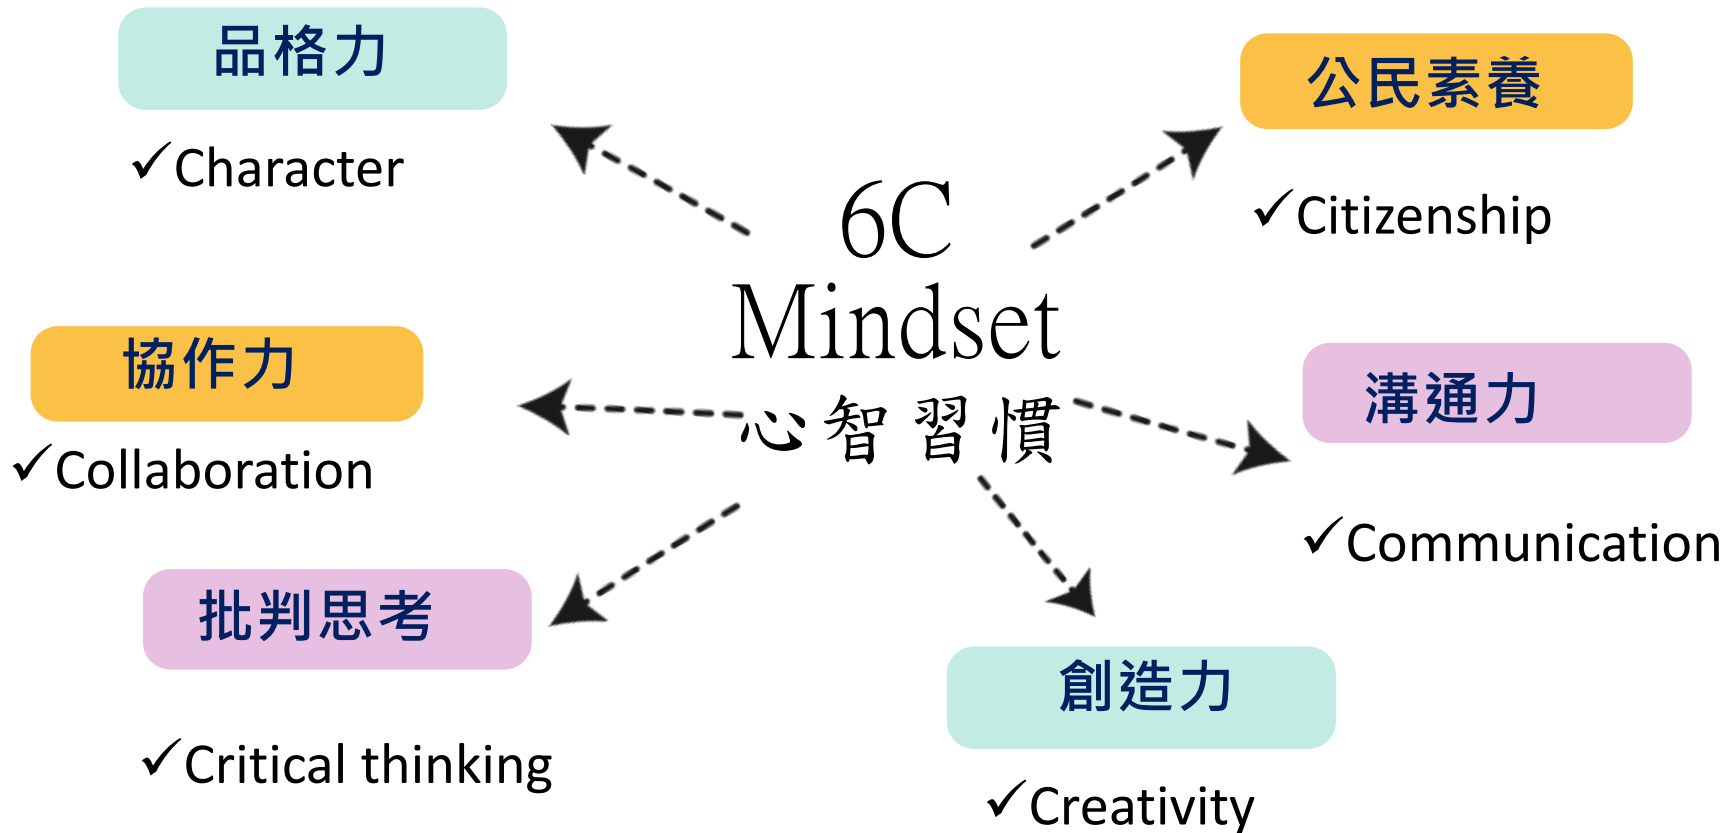 品格力
✓Character
公民素養
✓Citizenship
6C
Mindset
心智習慣
協作力
✓Collaboration
溝通力
✓Communication
批判思考
✓Critical thinking
創造力
✓Creativity